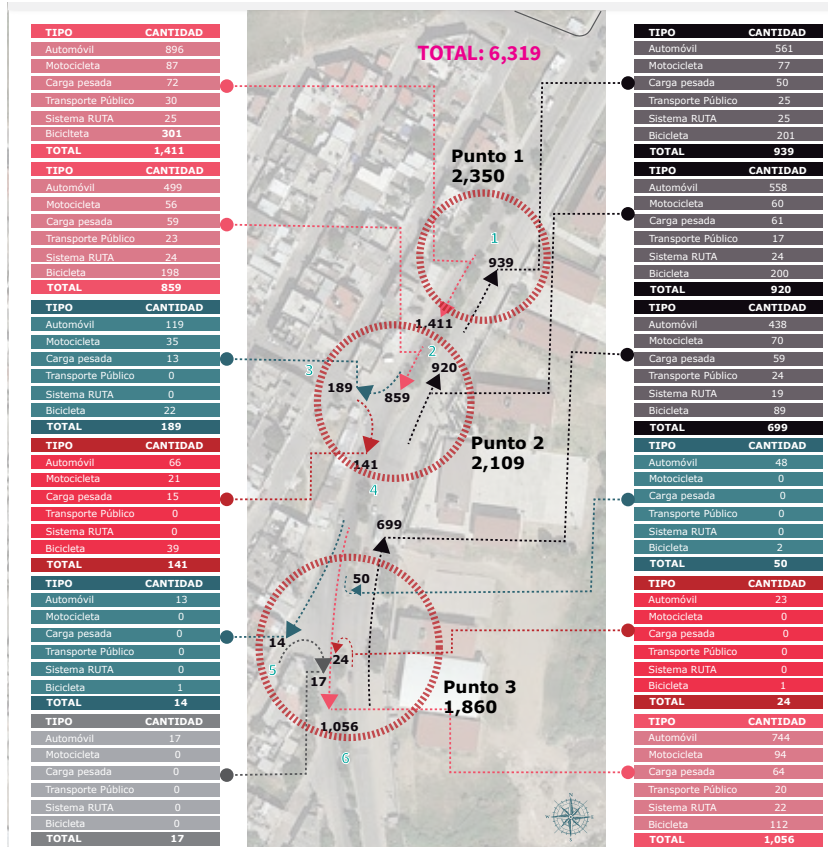 TIPO CANTIDAD
Automóvil 896
Motocicleta 87
Carga pesada 72
Transporte Público 30
Sistema RUTA 25
Biciclteta 301
TOTAL 1,411
TIPO CANTIDAD
Automóvil 499
Motocicleta 56
Carga pesada 59
Transporte Público 23
Sistema RUTA 24
Bicicleta 198
TOTAL 859
TIPO CANTIDAD
Automóvil 119
Motocicleta 35
Carga pesada 13
Transporte Público 0
Sistema RUTA 0
Bicicleta 22
TOTAL 189
TIPO CANTIDAD
Automóvil 66
Motocicleta 21
Carga pesada 15
Transporte Público 0
Sistema RUTA 0
Bicicleta 39
TOTAL 141
TIPO CANTIDAD
Automóvil 13
Motocicleta 0
Carga pesada 0
Transporte Público 0
Sistema RUTA 0
Bicicleta 1
TOTAL 14
TIPO CANTIDAD
Automóvil 17
Motocicleta 0
Carga pesada 0
Transporte Público 0
Sistema RUTA 0
Bicicleta 0
TOTAL 17
TOTAL: 6,319
Punto 1
2,350
1
939
1,411
2
3
920
189
859
Punto 2
2,109
141
4
699
50
14
24
5
17
Punto 3
1,860
1,056
6
N
S
E
W
TIPO CANTIDAD
Automóvil 561
Motocicleta 77
Carga pesada 50
Transporte Público 25
Sistema RUTA 25
Bicicleta 201
TOTAL 939
TIPO CANTIDAD
Automóvil 558
Motocicleta 60
Carga pesada 61
Transporte Público 17
Sistema RUTA 24
Bicicleta 200
TOTAL 920
TIPO CANTIDAD
Automóvil 438
Motocicleta 70
Carga pesada 59
Transporte Público 24
Sistema RUTA 19
Bicicleta 89
TOTAL 699
TIPO CANTIDAD
Automóvil 48
Motocicleta 0
Carga pesada 0
Transporte Público 0
Sistema RUTA 0
Bicicleta 2
TOTAL 50
TIPO CANTIDAD
Automóvil 23
Motocicleta 0
Carga pesada 0
Transporte Público 0
Sistema RUTA 0
Bicicleta 1
TOTAL 24
TIPO CANTIDAD
Automóvil 744
Motocicleta 94
Carga pesada 64
Transporte Público 20
Sistema RUTA 22
Bicicleta 112
TOTAL 1,056